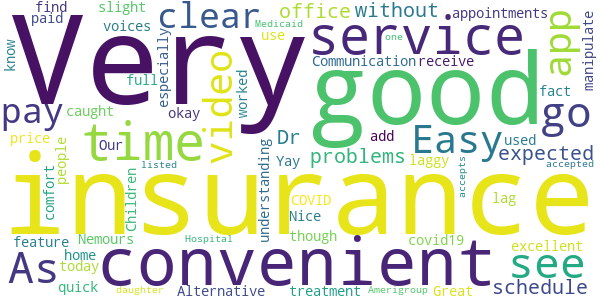 Very
good
insurance
convenient
service
time
video
app
Easy
go
see
As
pay
clear
office
without
problems
expected
schedule
Dr
find
paid
slight
voices
know
full
caught
especially
worked
okay
Medicaid
use
appointments
Communication
receive
one
manipulate
fact
used
add
price
people
Our
listed
comfort
Children
understanding
Yay
laggy
lag
accepts
accepted
COVID
Nice
though
covid19
excellent
feature
Nemours
Hospital
home
today
quick
daughter
Alternative
treatment
Amerigroup
Great